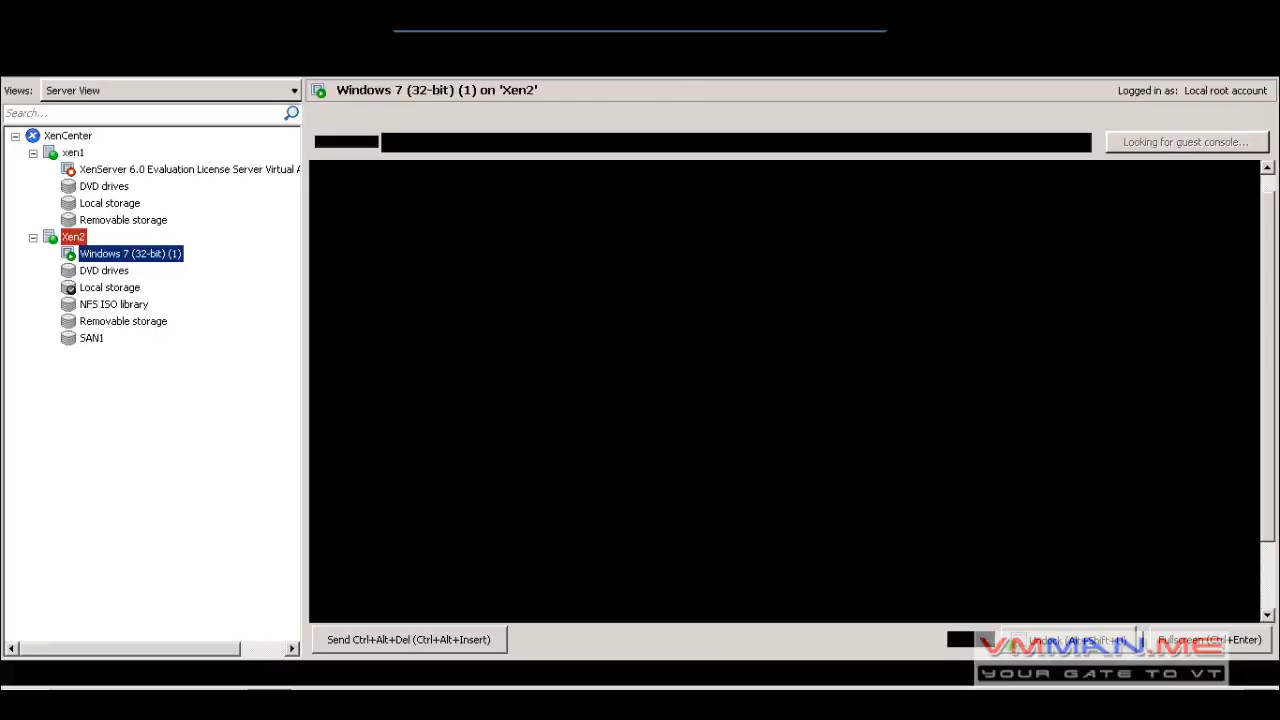 Views: Server View
Windows 7 (32-bit) (1) on 'Xen2'
Logged in as: Local root account
Search...
XenCenter
xen1
XenServer 6.0 Evaluation License Server Virtual A
DVD drives
Local storage
Removable storage
Xen2
Windows 7 (32-bit) (1)
DVD drives
Local storage
NFS ISO library
Removable storage
SAN1
Looking for guest console...
Send Ctrl+Alt+Del (Ctrl+Alt+Insert)
Undock (Alt+Shift+U)
Fullscreen (Ctrl+Enter)
VMMAN.ME
YOUR GATE TO VT